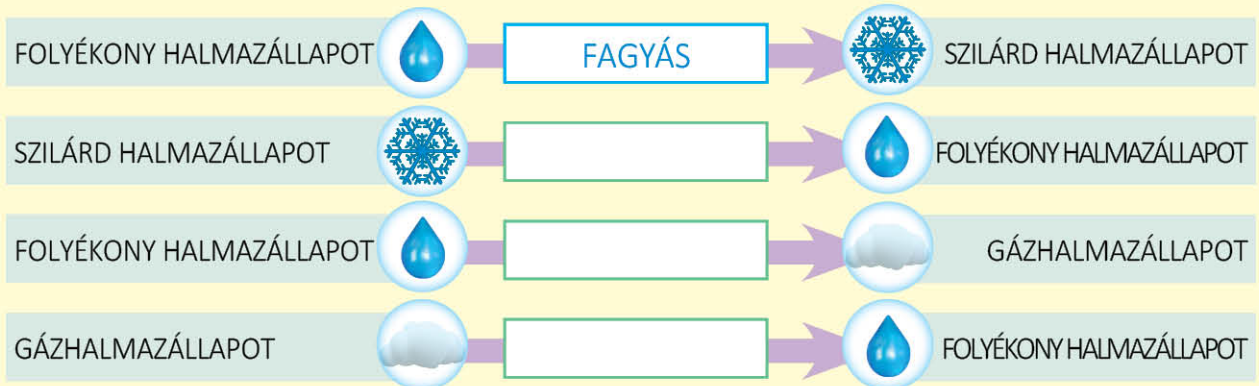 FOLYÉKONY HALMAZÁLLAPOT FAGYÁS SZILÁRD HALMAZÁLLAPOT
SZILÁRD HALMAZÁLLAPOT FOLYÉKONY HALMAZÁLLAPOT
FOLYÉKONY HALMAZÁLLAPOT GÁZHALMAZÁLLAPOT
GÁZHALMAZÁLLAPOT FOLYÉKONY HALMAZÁLLAPOT